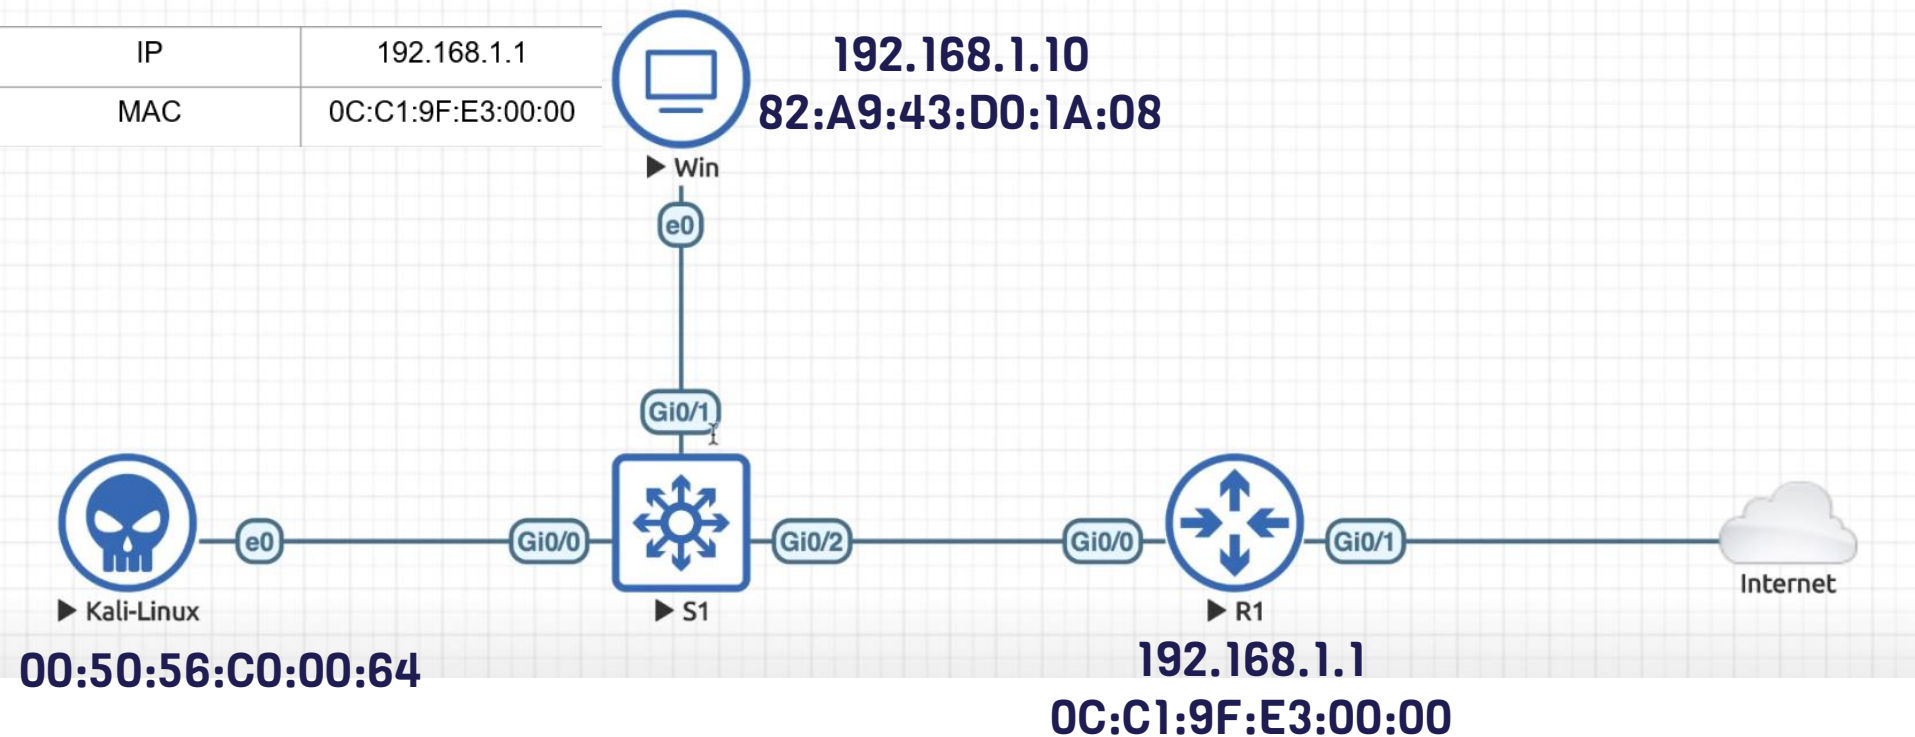 IP 192.168.1.1
MAC 0C:C1:9F:E3:00:00
192.168.1.10
82:A9:43:D0:1A:08
Win
e0
Gi0/1
e0
Gi0/0
Gi0/2
Gi0/0
Gi0/1
Kali-Linux
S1
R1
Internet
00:50:56:C0:00:64
192.168.1.1
0C:C1:9F:E3:00:00